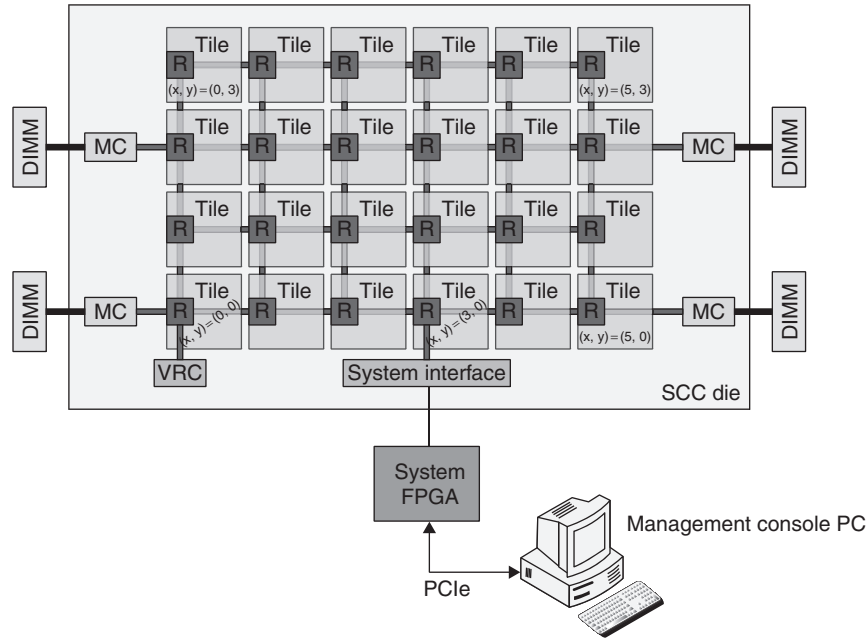 Tile Tile Tile Tile Tile Tile
R R R R R R
(x, y)=(0, 3) (x, y)=(5, 3)
Tile Tile Tile Tile Tile Tile
DIMM MC R R R R R R MC DIMM
Tile Tile Tile Tile Tile Tile
R R R R R R
Tile Tile Tile Tile Tile Tile
DIMM MC R R R R R R MC DIMM
(x, y)=(0, 0) (x, y)=(3, 0) (x, y)=(5, 0)
VRC System interface
SCC die
System
FPGA
Management console PC
PCIe